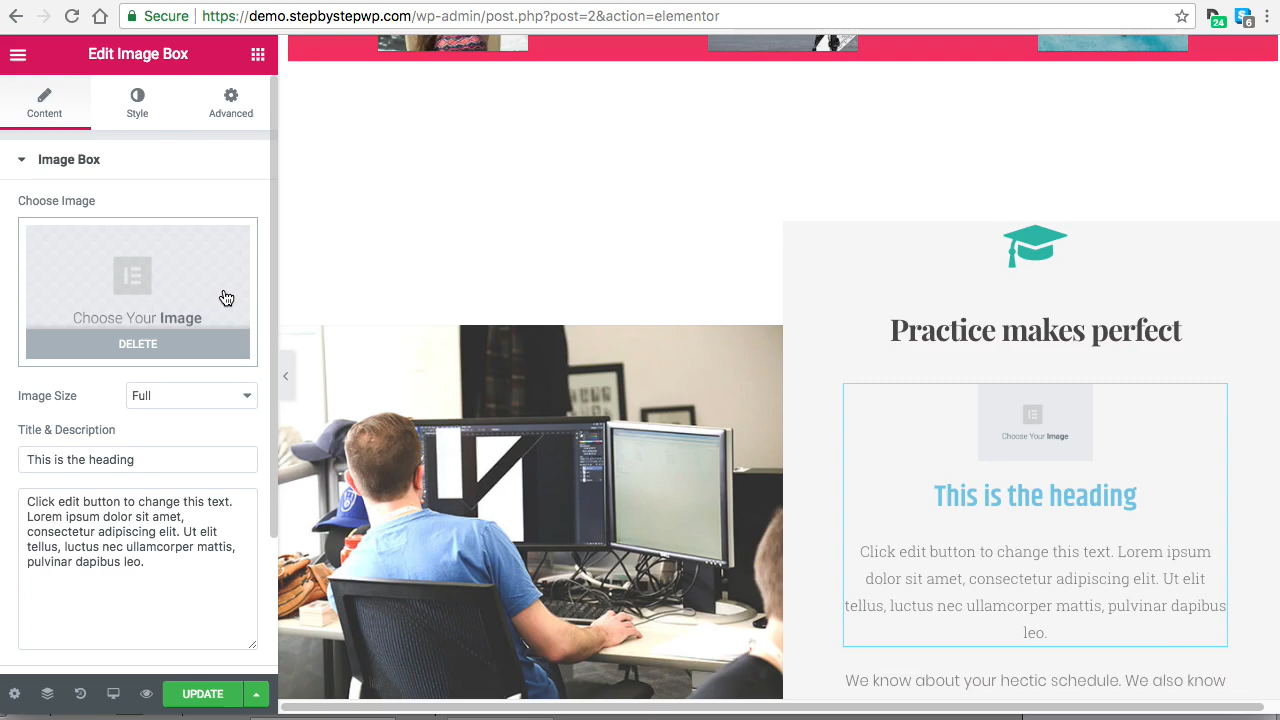 Secure
https://demo.stepbystepwp.com/wp-admin/post.php?post=2&action=elementor
24
6
Edit Image Box
Content
Style
Advanced
Image Box
Choose Image
Choose Your Image
DELETE
Image Size
Full
Title & Description
This is the heading
Click edit button to change this text.
Lorem ipsum dolor sit amet,
consectetur adipiscing elit. Ut elit
tellus, luctus nec ullamcorper mattis,
pulvinar dapibus leo.
UPDATE
Practice makes perfect
Choose Your Image
This is the heading
Click edit button to change this text. Lorem ipsum
dolor sit amet, consectetur adipiscing elit. Ut elit
tellus, luctus nec ullamcorper mattis, pulvinar dapibus
leo.
We know about your hectic schedule. We also know